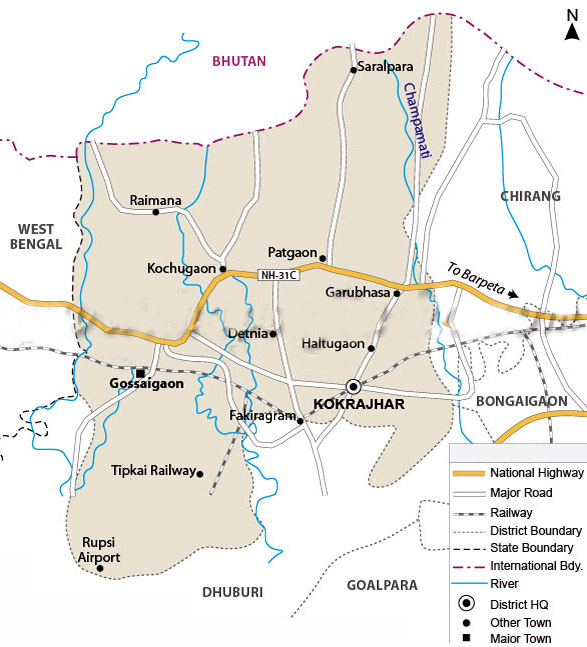 N
BHUTAN
Saralpara
Champamati
Raimana
CHIRANG
WEST
BENGAL
Patgaon
Kochugaon
NH-31C
To Barpeta
Garubhasa
Detnia
Haltugaon
Gossaigaon
KOKRAJHAR
BONGAIGAON
Fakiragram
Tipkai Railway
Rupsi
Airport
DHUBURI
GOALPARA
National Highway
Major Road
Railway
District Boundary
State Boundary
International Bdy.
River
District HQ
Other Town
Major Town